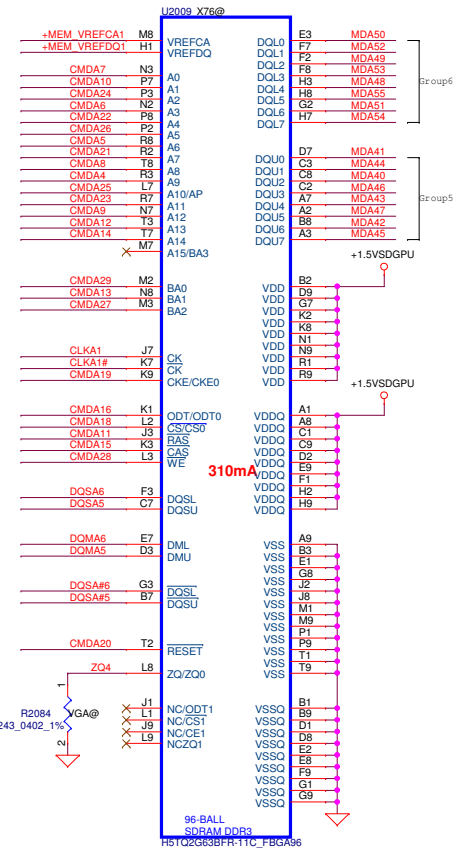 U2009 X76@
+MEM_VREFCA1 M8 VREFCA
+MEM_VREFDQ1 H1 VREFDQ
CMDA7 N3 A0
CMDA10 P7 A1
CMDA24 P3 A2
CMDA6 N2 A3
CMDA22 P8 A4
CMDA26 P2 A5
CMDA5 R8 A6
CMDA21 R2 A7
CMDA8 T8 A8
CMDA4 R3 A9
CMDA25 L7 A10/AP
CMDA23 R7 A11
CMDA9 N7 A12
CMDA12 T3 A13
CMDA14 T7 A14
M7 A15/BA3
CMDA29 M2 BA0
CMDA13 N8 BA1
CMDA27 M3 BA2
CLKA1 J7 CK
CLKA1# K7 CK
CMDA19 K9 CKE/CKE0
CMDA16 K1 ODT/ODT0
CMDA18 L2 CS/CS0
CMDA11 J3 RAS
CMDA15 K3 CAS
CMDA28 L3 WE
310mA
DQSA6 F3 DQSL
DQSA5 C7 DQSU
DQMA6 E7 DML
DQMA5 D3 DMU
DQSA#6 G3 DQSL
DQSA#5 B7 DQSU
CMDA20 T2 RESET
ZQ4 L8 ZQ/ZQ0
1
R2084 VGA@
243_0402_1%
2
J1 NC/ODT1
L1 NC/CS1
J9 NC/CE1
L9 NCZQ1
DQL0 E3 MDA50
DQL1 F7 MDA52
DQL2 F2 MDA49
DQL3 F8 MDA53
DQL4 H3 MDA48
DQL5 H8 MDA55
DQL6 G2 MDA51
DQL7 H7 MDA54
Group6
DQU0 D7 MDA41
DQU1 C3 MDA44
DQU2 C8 MDA40
DQU3 C2 MDA46
DQU4 A7 MDA43
DQU5 A2 MDA47
DQU6 B8 MDA42
DQU7 A3 MDA45
Group5
+1.5VSDGPU
VDD B2
VDD D9
VDD G7
VDD K2
VDD K8
VDD N1
VDD N9
VDD R1
VDD R9
+1.5VSDGPU
VDDQ A1
VDDQ A8
VDDQ C1
VDDQ C9
VDDQ D2
VDDQ E9
VDDQ F1
VDDQ H2
VDDQ H9
VSS A9
VSS B3
VSS E1
VSS G8
VSS J2
VSS J8
VSS M1
VSS M9
VSS P1
VSS P9
VSS T1
VSS T9
VSSQ B1
VSSQ B9
VSSQ D1
VSSQ D8
VSSQ E2
VSSQ E8
VSSQ F9
VSSQ G1
VSSQ G9
96-BALL
SDRAM DDR3
H5TQ2G63BFR-11C_FBGA96